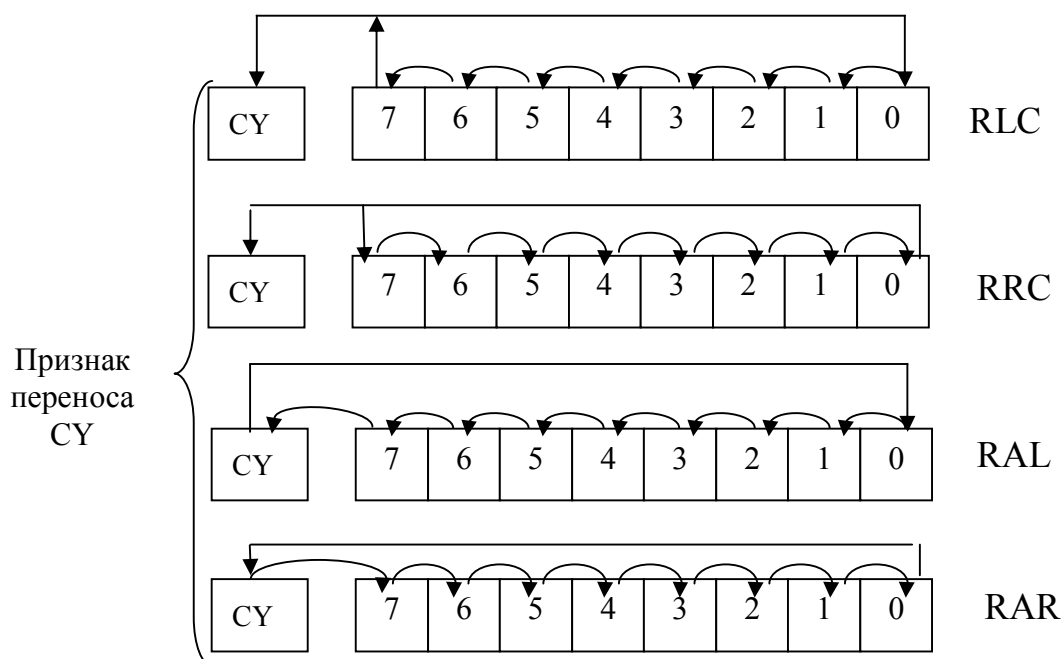 CY 7 6 5 4 3 2 1 0 RLC
CY 7 6 5 4 3 2 1 0 RRC
Признак
переноса
CY
CY 7 6 5 4 3 2 1 0 RAL
CY 7 6 5 4 3 2 1 0 RAR